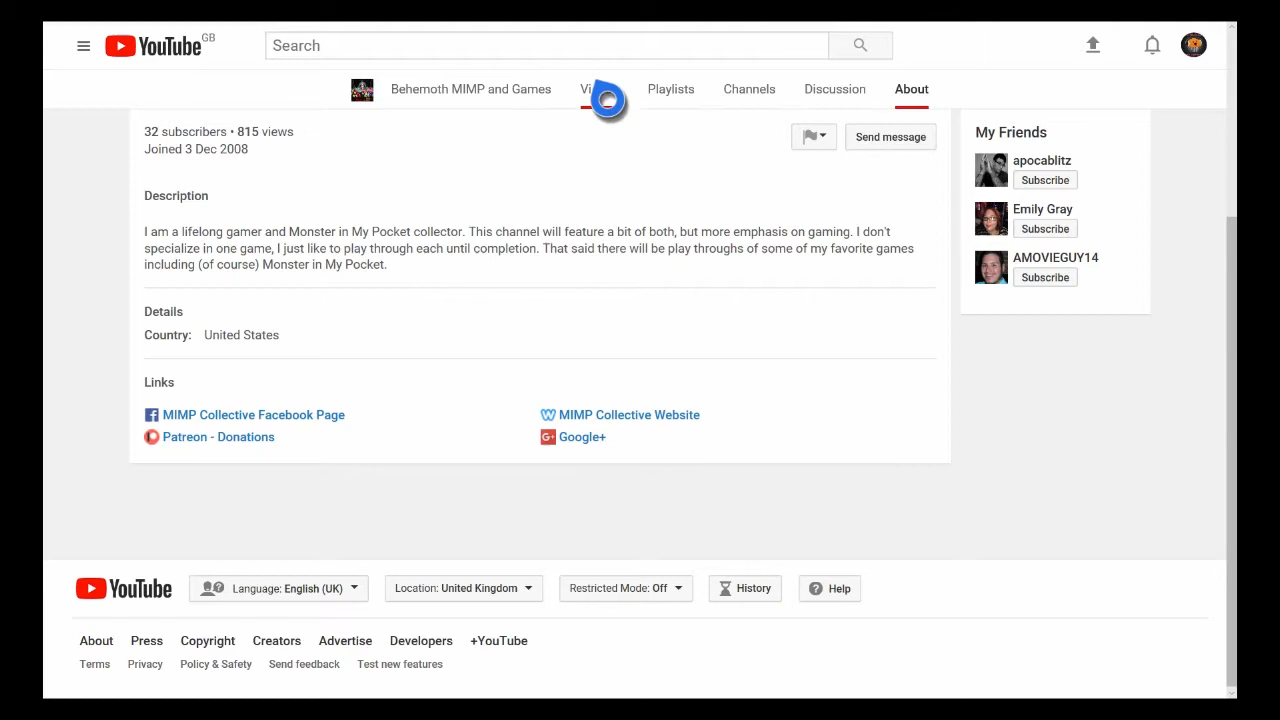 YouTube GB
Search
Behemoth MIMP and Games Playlists Channels Discussion About
32 subscribers • 815 views
Joined 3 Dec 2008
Send message
Description
I am a lifelong gamer and Monster in My Pocket collector. This channel will feature a bit of both, but more emphasis on gaming. I don't
specialize in one game, I just like to play through each until completion. That said there will be play throughs of some of my favorite games
including (of course) Monster in My Pocket.
Details
Country: United States
Links
MIMP Collective Facebook Page
MIMP Collective Website
Patreon - Donations
Google+
My Friends
apocablitz
Subscribe
Emily Gray
Subscribe
AMOVIEGUY14
Subscribe
YouTube Language: English (UK) Location: United Kingdom Restricted Mode: Off History Help
About Press Copyright Creators Advertise Developers +YouTube
Terms Privacy Policy & Safety Send feedback Test new features